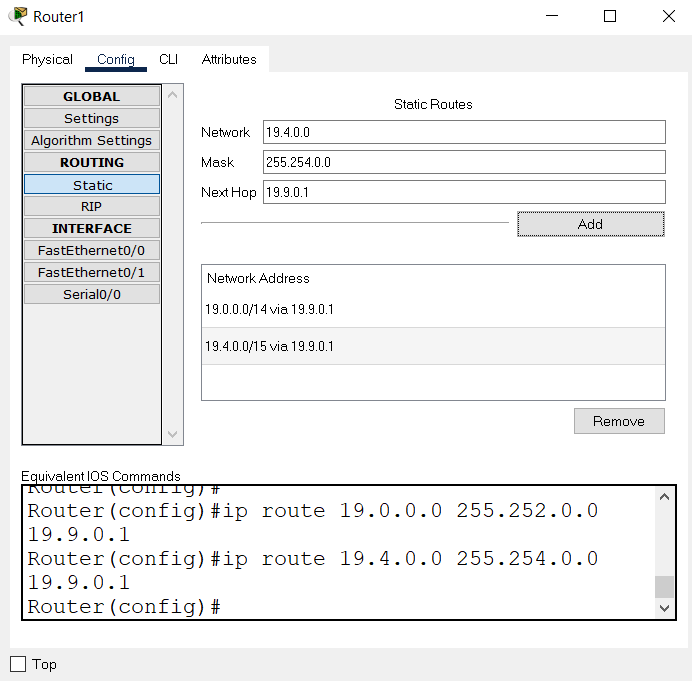 Router1
Physical Config CLI Attributes
GLOBAL
Settings
Algorithm Settings
ROUTING
Static
RIP
INTERFACE
FastEthernet0/0
FastEthernet0/1
Serial0/0
Static Routes
Network 19.4.0.0
Mask 255.254.0.0
Next Hop 19.9.0.1
Add
Network Address
19.0.0.0/14 via 19.9.0.1
19.4.0.0/15 via 19.9.0.1
Remove
Equivalent IOS Commands
Router(config)#
Router(config)#ip route 19.0.0.0 255.252.0.0
19.9.0.1
Router(config)#ip route 19.4.0.0 255.254.0.0
19.9.0.1
Router(config)#
Top